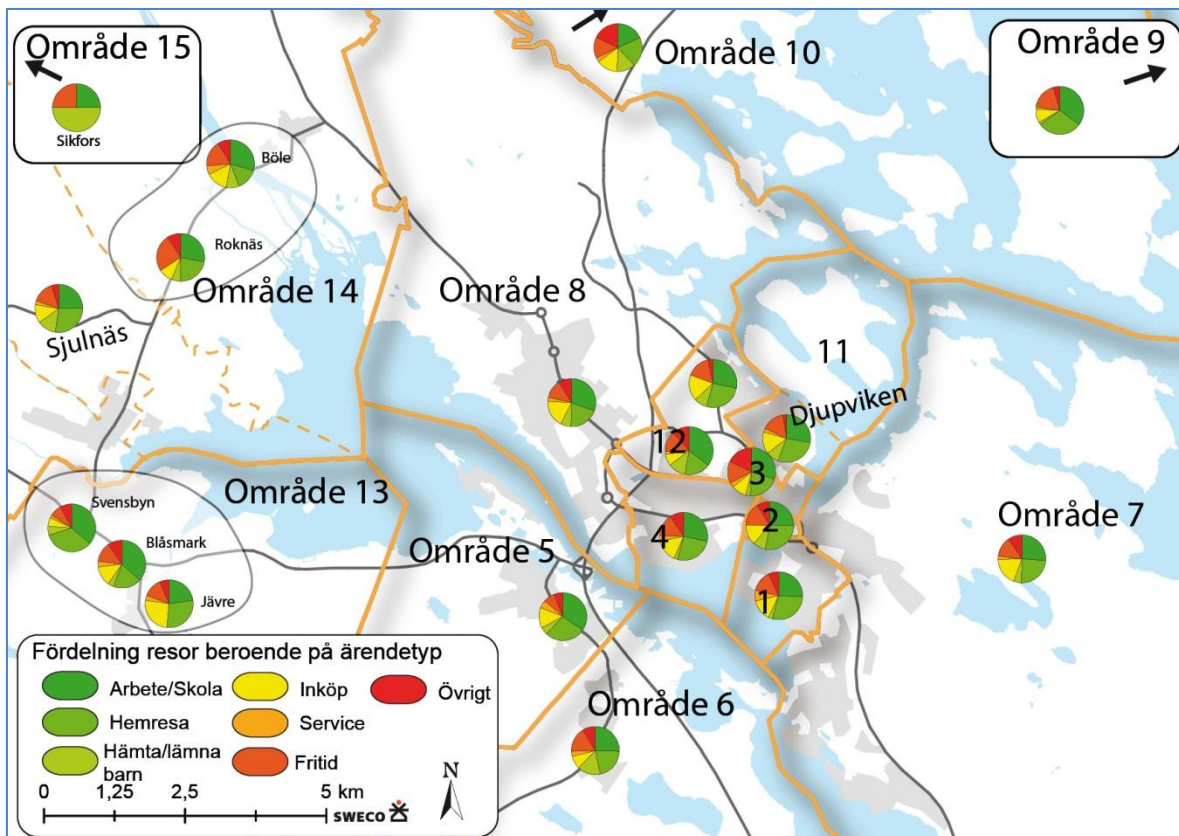 Område 15
Sikfors
Område 10
Område 9
Böle
Roknäs
Område 14
Sjulnäs
Område 8
11
Djupviken
12
3
Område 13
Svensbyn
Blåsmark
Jävre
Område 5
4
2
1
Område 7
Område 6
Fördelning resor beroende på ärendetyp
Arbete/Skola
Inköp
Övrigt
Hemresa
Service
Hämta/lämna
barn
Fritid
N
0 1,25 2,5 5 km
SWECO